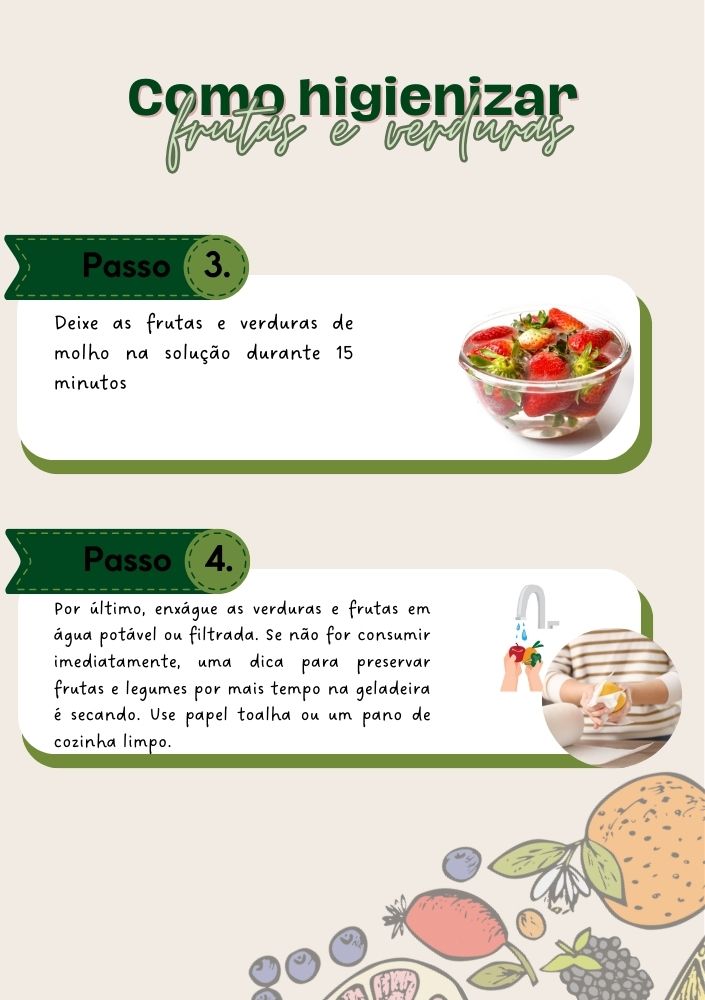 Como higienizar
frutas e verduras
Passo 3.
Deixe as frutas e verduras de
molho na solução durante 15
minutos
Passo 4.
Por último, enxágue as verduras e frutas em
água potável ou filtrada. Se não for consumir
imediatamente, uma dica para preservar
frutas e legumes por mais tempo na geladeira
é secando. Use papel toalha ou um pano de
cozinha limpo.